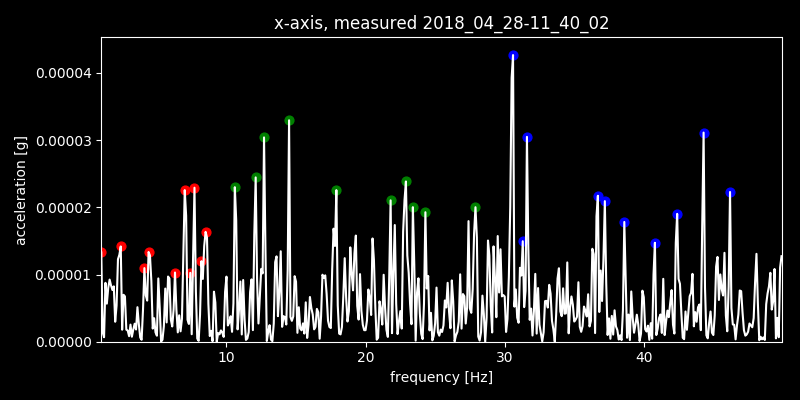 x-axis, measured 2018_04_28-11_40_02
0.00004
0.00003
0.00002
0.00001
0.00000
acceleration [g]
10 20 30 40
frequency [Hz]